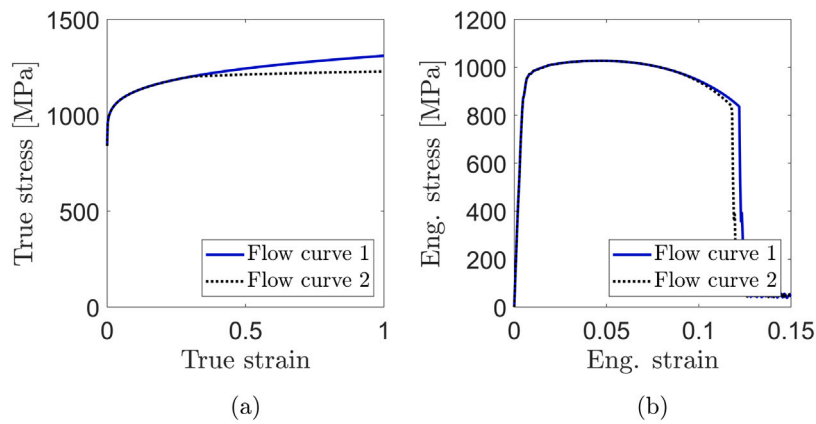 1500
1000
500
0
0
0.5
1
True stress [MPa]
True strain
Flow curve 1
Flow curve 2
(a)
1200
1000
800
600
400
200
0
0
0.05
0.1
0.15
Eng. stress [MPa]
Eng. strain
Flow curve 1
Flow curve 2
(b)